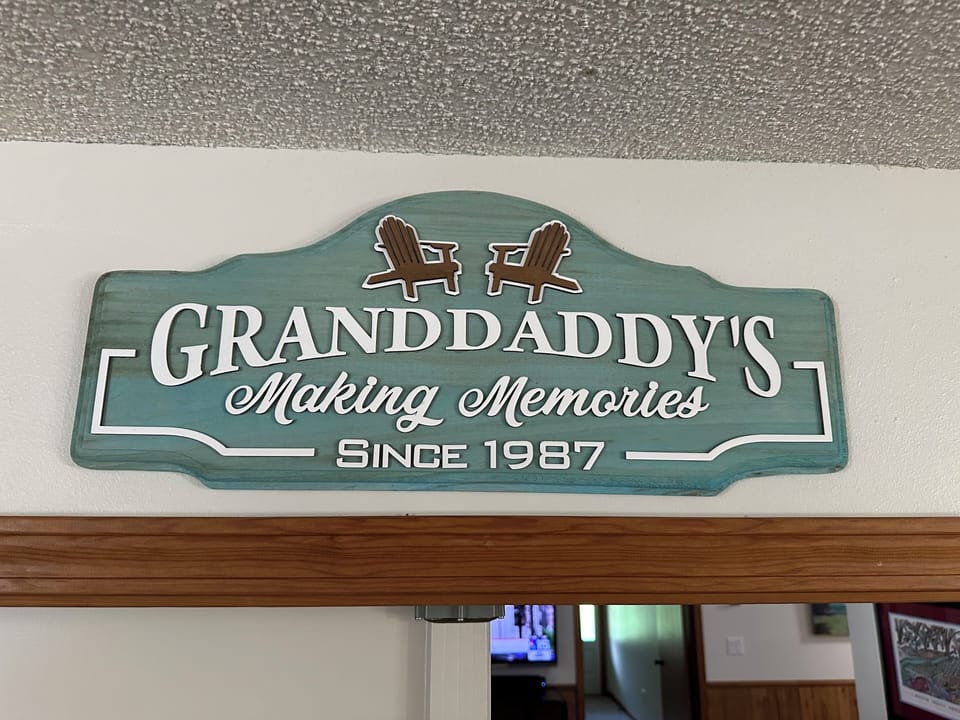 GRANDDADDY'S
Making Memories
SINCE 1987